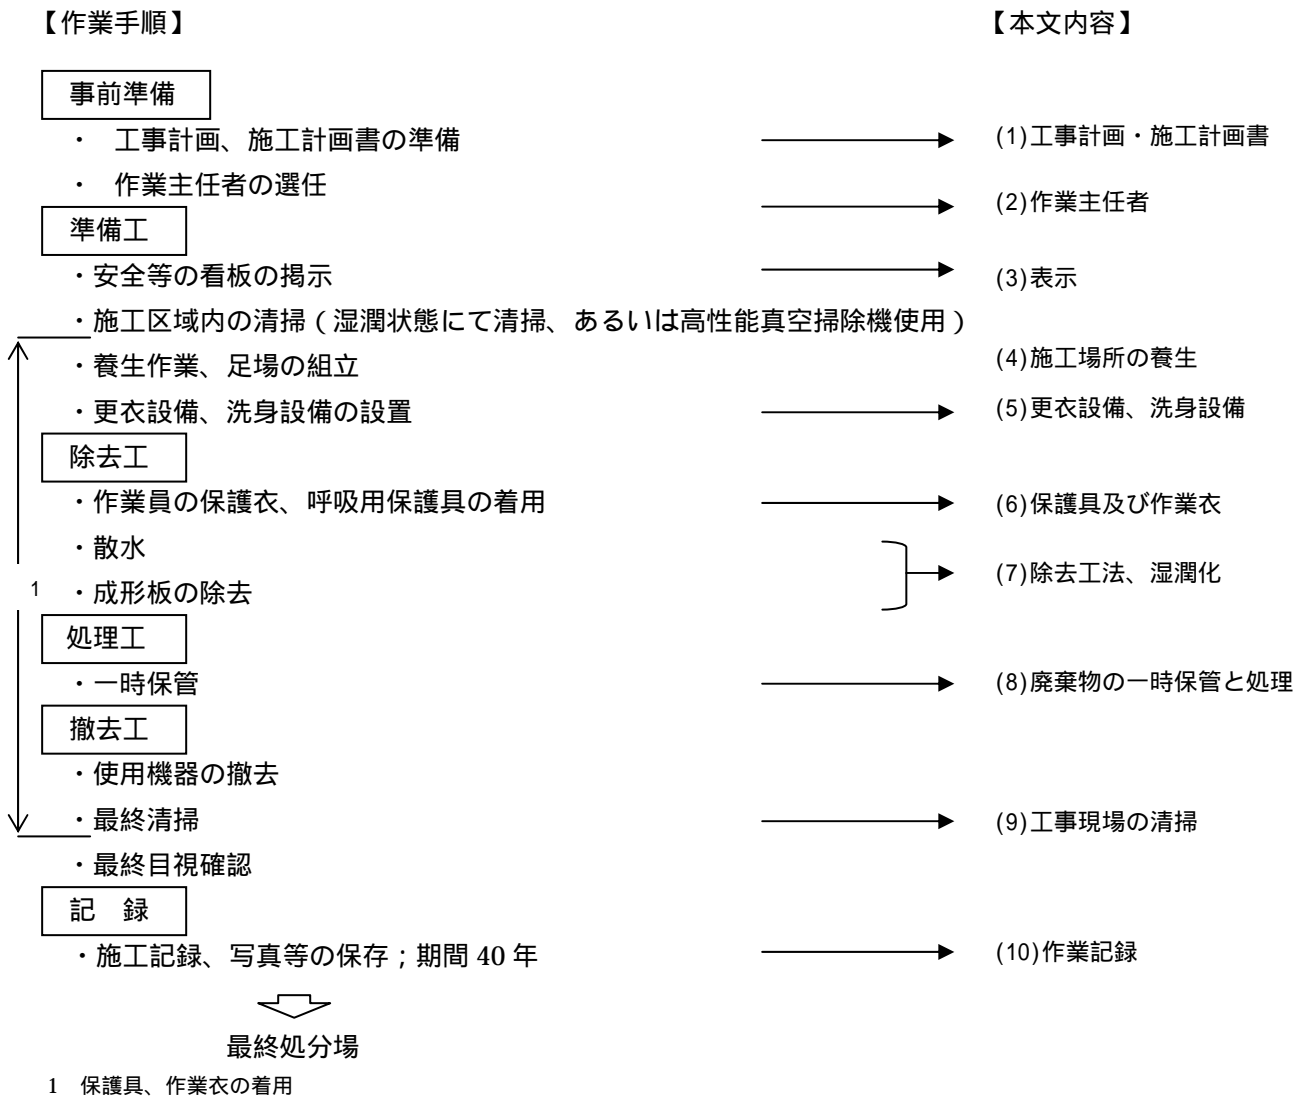 【作業手順】 【本文内容】
事前準備
・ 工事計画、施工計画書の準備 (1)工事計画・施工計画書
・ 作業主任者の選任 (2)作業主任者
準備工
・安全等の看板の掲示 (3)表示
・施工区域内の清掃(湿潤状態にて清掃、あるいは高性能真空掃除機使用)
・養生作業、足場の組立 (4)施工場所の養生
・更衣設備、洗身設備の設置 (5)更衣設備、洗身設備
除去工
・作業員の保護衣、呼吸用保護具の着用 (6)保護具及び作業衣
・散水
1 ・成形板の除去 (7)除去工法、湿潤化
処理工
・一時保管 (8)廃棄物の一時保管と処理
撤去工
・使用機器の撤去
・最終清掃 (9)工事現場の清掃
・最終目視確認
記 録
・施工記録、写真等の保存;期間 40 年 (10)作業記録
最終処分場
1 保護具、作業衣の着用